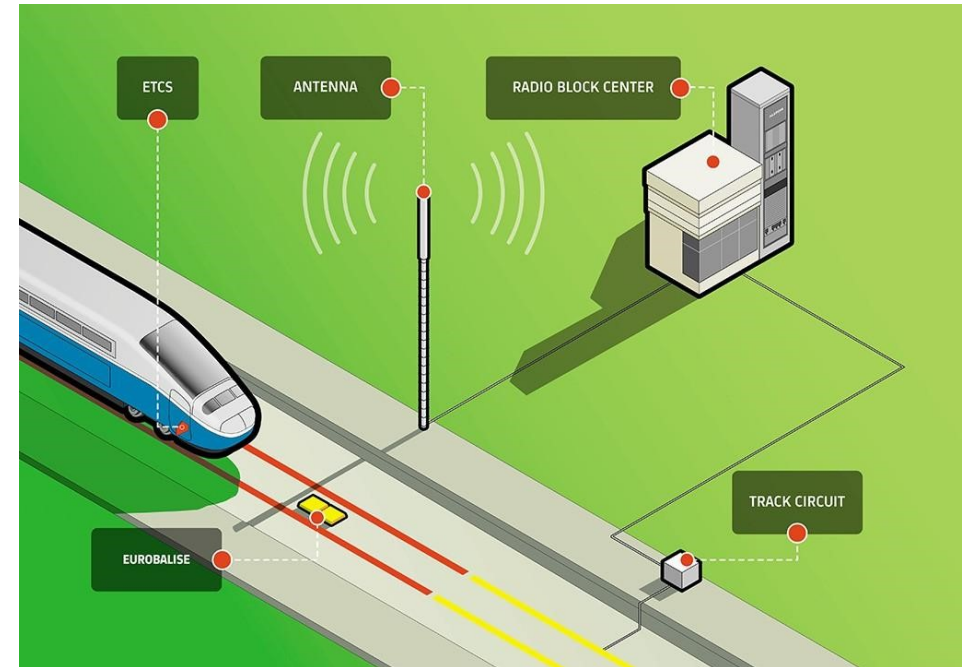 ETCS
ANTENNA
RADIO BLOCK CENTER
TRACK CIRCUIT
EUROBALISE